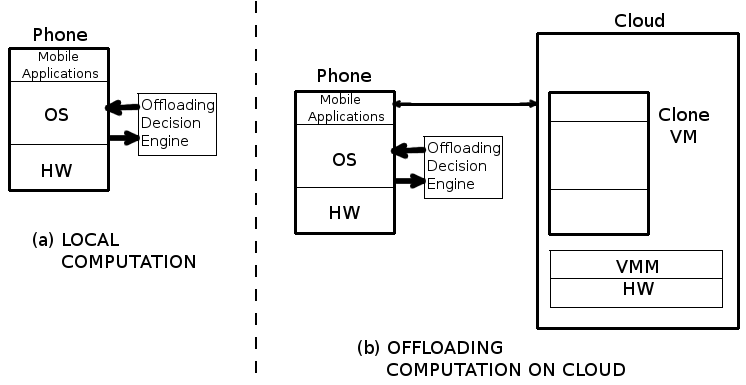 Phone
Mobile
Applications
OS
HW
Offloading
Decision
Engine
(a) LOCAL
COMPUTATION
Phone
Mobile
Applications
OS
HW
Offloading
Decision
Engine
Cloud
Clone
VM
VMM
HW
(b) OFFLOADING
COMPUTATION ON CLOUD